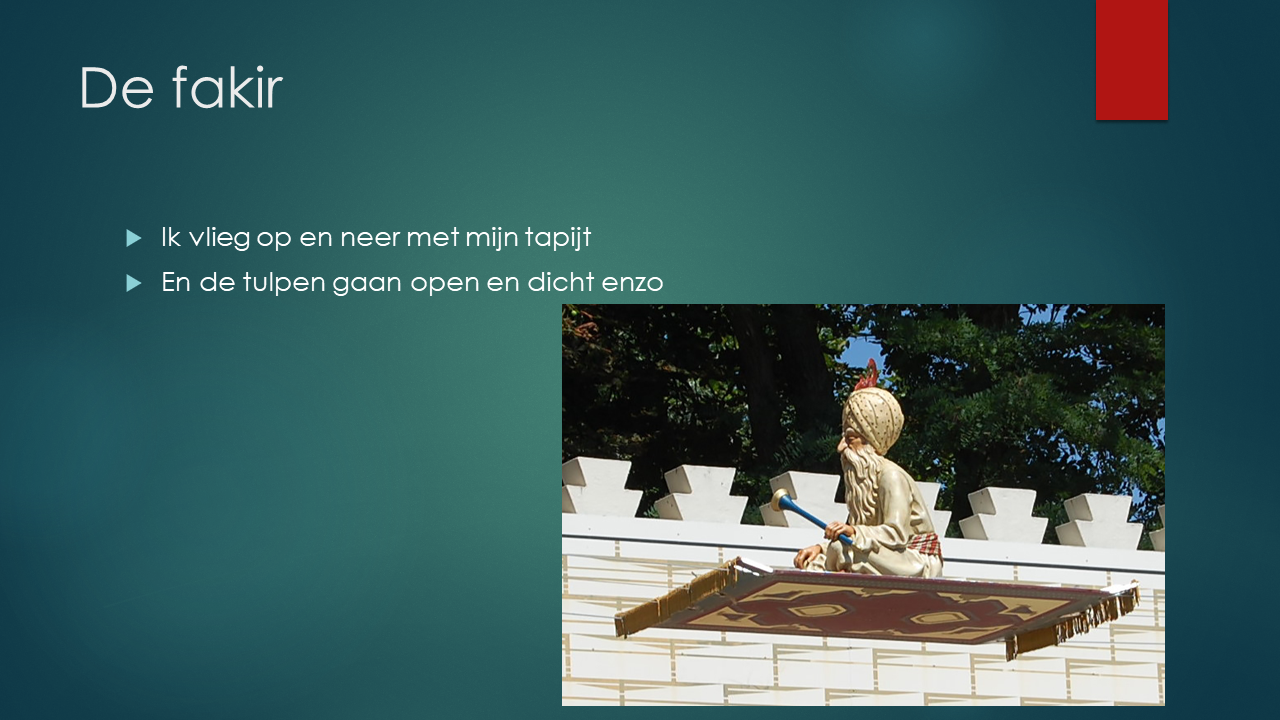 De fakir
Ik vlieg op en neer met mijn tapijt
En de tulpen gaan open en dicht enzo